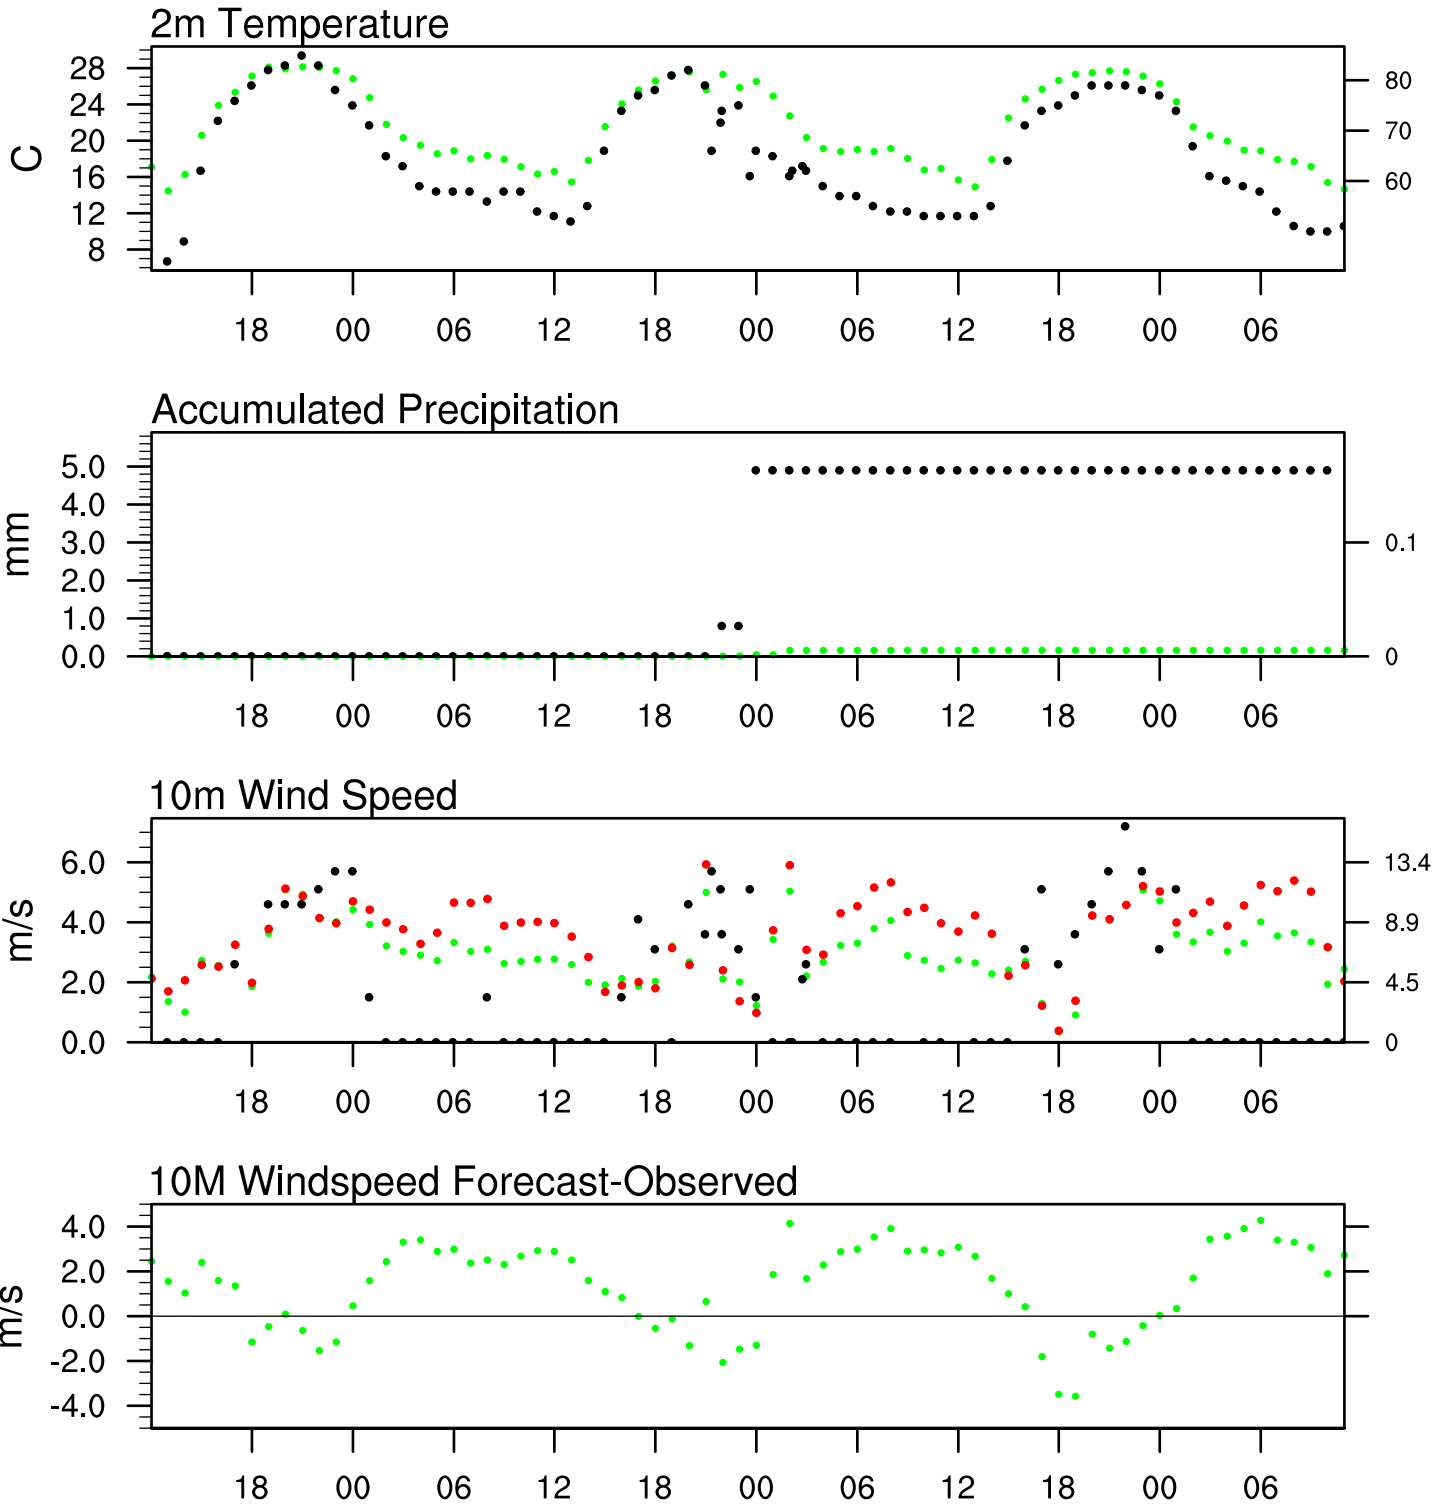 2m Temperature
28
24
20
16
12
8
C
80
70
60
18 00 06 12 18 00 06 12 18 00 06
Accumulated Precipitation
5.0
4.0
3.0
2.0
1.0
0.0
mm
0.1
0
18 00 06 12 18 00 06 12 18 00 06
10m Wind Speed
6.0
4.0
2.0
0.0
m/s
13.4
8.9
4.5
0
18 00 06 12 18 00 06 12 18 00 06
10M Windspeed Forecast-Observed
4.0
2.0
0.0
-2.0
-4.0
m/s
18 00 06 12 18 00 06 12 18 00 06